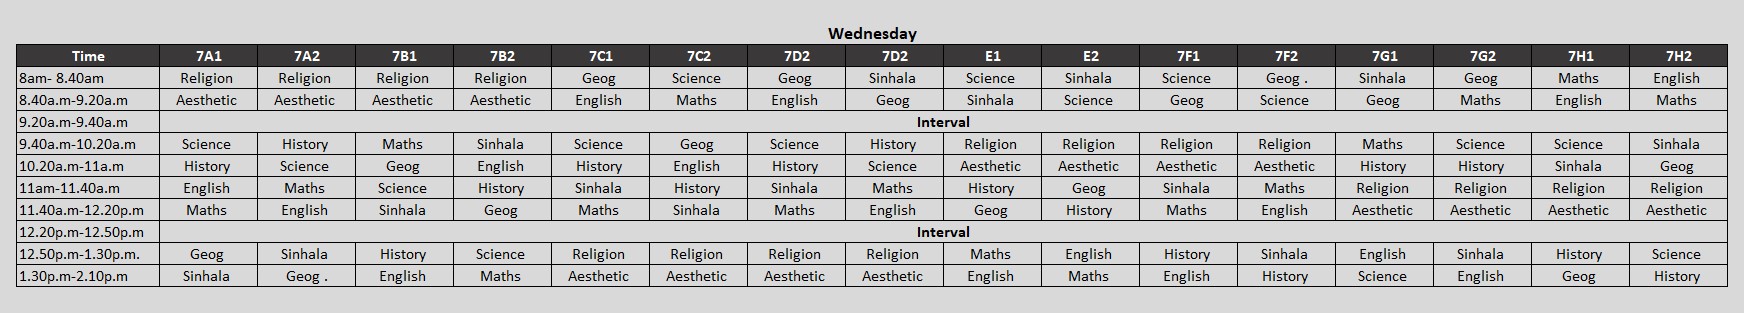 Wednesday
Time 7A1 7A2 7B1 7B2 7C1 7C2 7D2 7D2 E1 E2 7F1 7F2 7G1 7G2 7H1 7H2
8am- 8.40am Religion Religion Religion Religion Geog Science Geog Sinhala Science Sinhala Science Geog . Sinhala Geog Maths English
8.40a.m-9.20a.m Aesthetic Aesthetic Aesthetic Aesthetic English Maths English Geog Sinhala Science Geog Science Geog Maths English Maths
9.20a.m-9.40a.m Interval
9.40a.m-10.20a.m Science History Maths Sinhala Science Geog Science History Religion Religion Religion Religion Maths Science Science Sinhala
10.20a.m-11a.m History Science Geog English History English History Science Aesthetic Aesthetic Aesthetic Aesthetic History History Sinhala Geog
11am-11.40a.m English Maths Science History Sinhala History Sinhala Maths History Geog Sinhala Maths Religion Religion Religion Religion
11.40a.m-12.20p.m Maths English Sinhala Geog Maths Sinhala Maths English Geog History Maths English Aesthetic Aesthetic Aesthetic Aesthetic
12.20p.m-12.50p.m Interval
12.50p.m-1.30p.m. Geog Sinhala History Science Religion Religion Religion Religion Maths English History Sinhala English Sinhala History Science
1.30p.m-2.10p.m Sinhala Geog . English Maths Aesthetic Aesthetic Aesthetic Aesthetic English Maths English History Science English Geog History